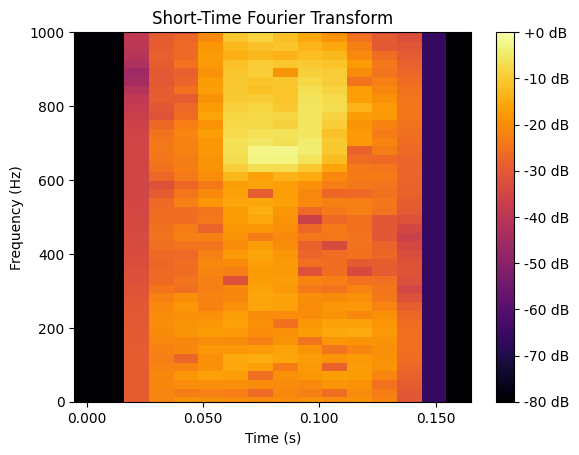 Short-Time Fourier Transform
1000
800
600
400
200
0
Frequency (Hz)
0.000
0.050
0.100
0.150
Time (s)
+0 dB
-10 dB
-20 dB
-30 dB
-40 dB
-50 dB
-60 dB
-70 dB
-80 dB